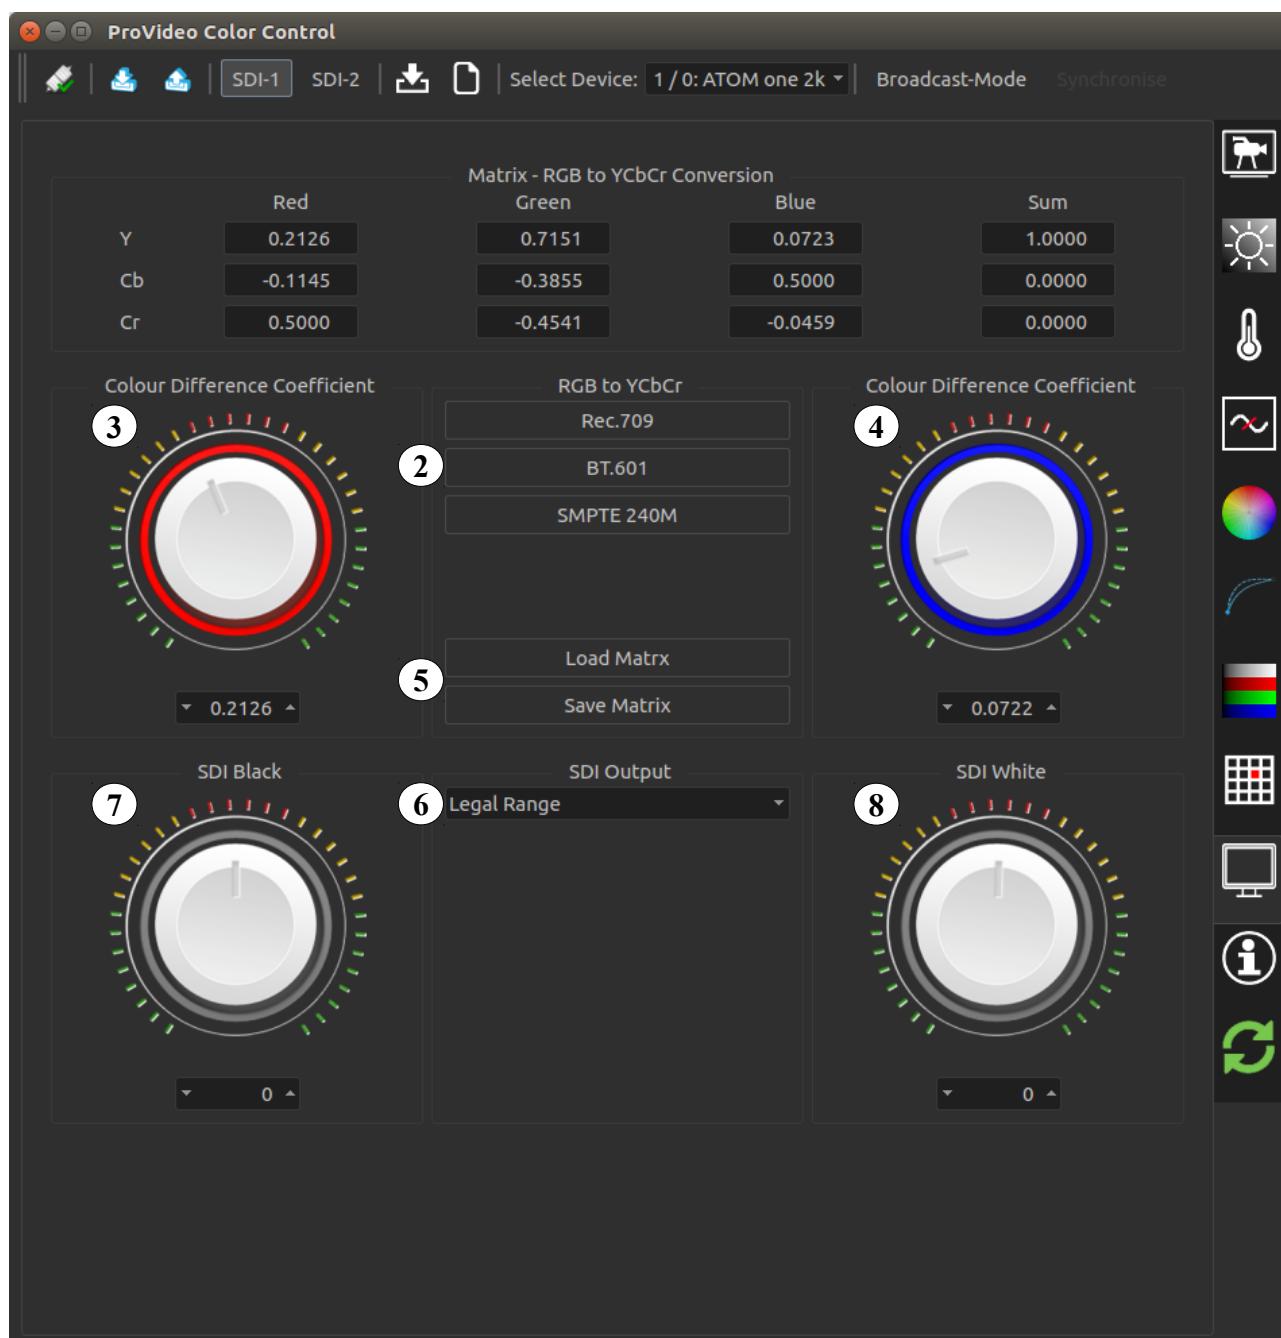 ProVideo Color Control
SDI-1 SDI-2 Select Device: 1 / 0: ATOM one 2k Broadcast-Mode Synchronise
Matrix - RGB to YCbCr Conversion
Red Green Blue Sum
Y 0.2126 0.7151 0.0723 1.0000
Cb -0.1145 -0.3855 0.5000 0.0000
Cr 0.5000 -0.4541 -0.0459 0.0000
Colour Difference Coefficient RGB to YCbCr Colour Difference Coefficient
3 Rec.709 4
2 BT.601
SMPTE 240M
Load Matrx
5
0.2126 Save Matrix 0.0722
SDI Black SDI Output SDI White
7 6 Legal Range 8
0 0